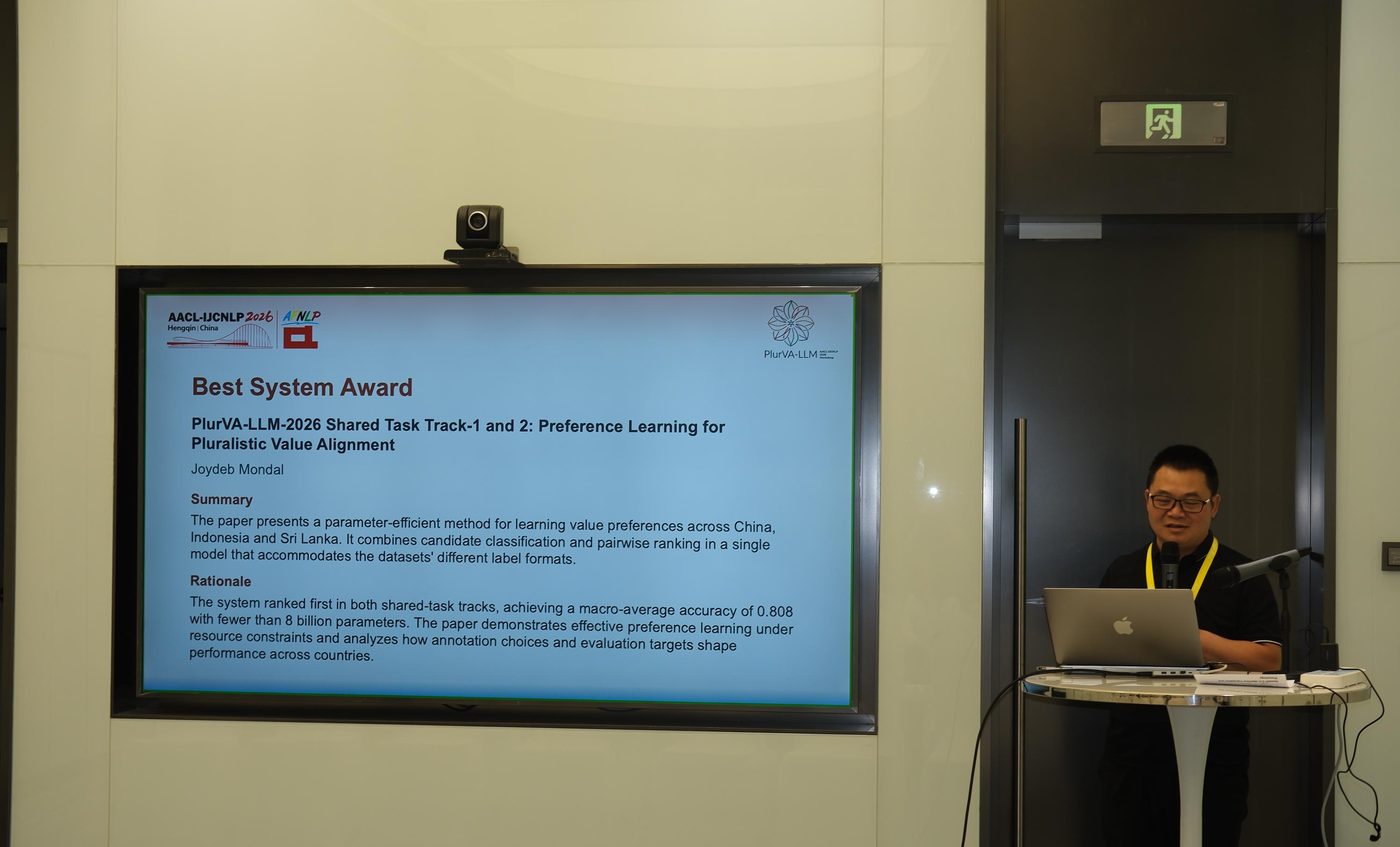 AACL-IJCNLP 2026
Hengqin | China
AFNLP
PlurVA-LLM
Best System Award
PlurVA-LLM-2026 Shared Task Track-1 and 2: Preference Learning for
Pluralistic Value Alignment
Joydeb Mondal
Summary
The paper presents a parameter-efficient method for learning value preferences across China,
Indonesia and Sri Lanka. It combines candidate classification and pairwise ranking in a single
model that accommodates the datasets' different label formats.
Rationale
The system ranked first in both shared-task tracks, achieving a macro-average accuracy of 0.808
with fewer than 8 billion parameters. The paper demonstrates effective preference learning under
resource constraints and analyzes how annotation choices and evaluation targets shape
performance across countries.